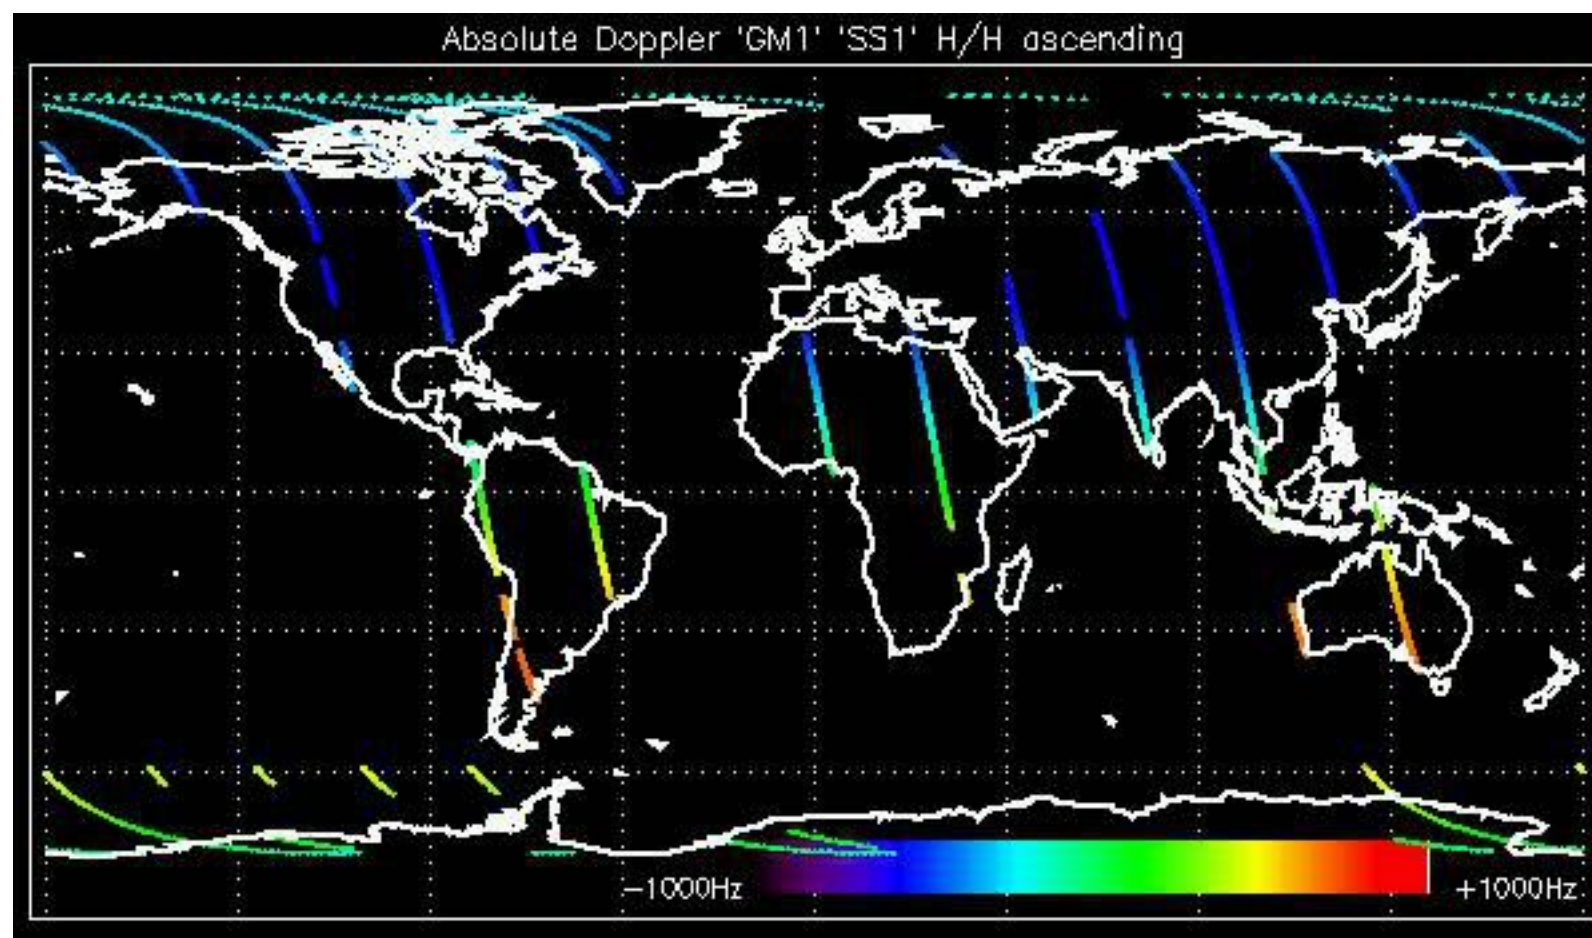 Absolute Doppler 'GM1' 'SS1' H/H ascending
−1000Hz
+1000Hz